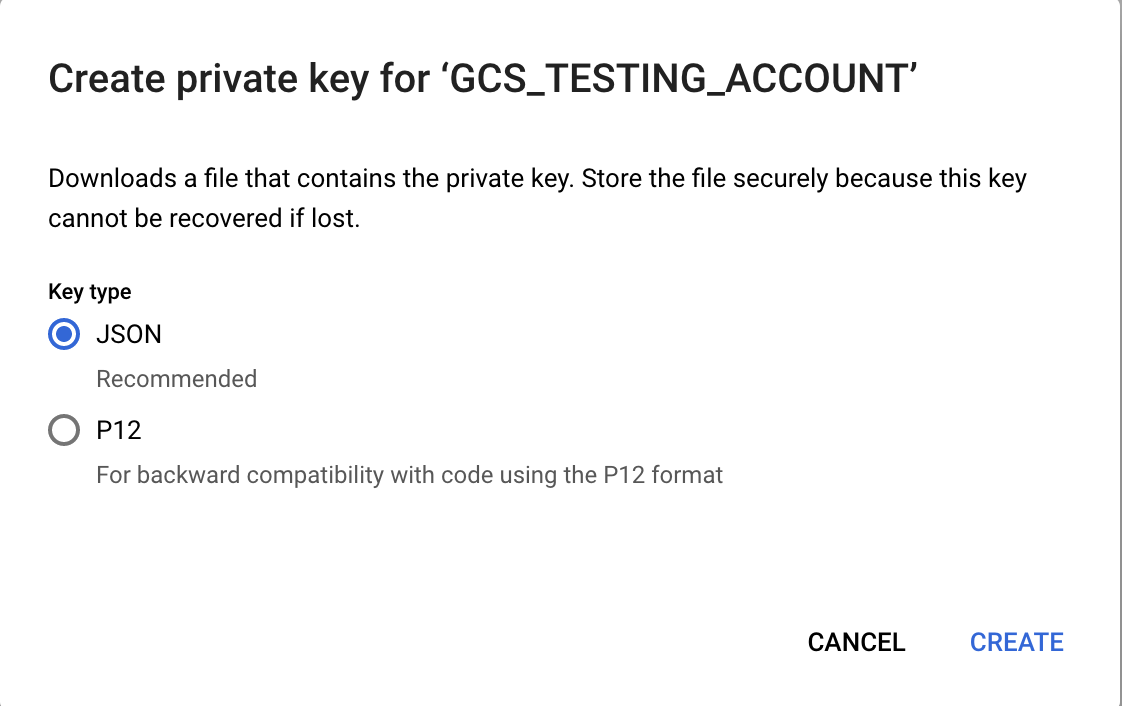 Create private key for ‘GCS_TESTING_ACCOUNT’
Downloads a file that contains the private key. Store the file securely because this key
cannot be recovered if lost.
Key type
JSON
Recommended
P12
For backward compatibility with code using the P12 format
CANCEL CREATE